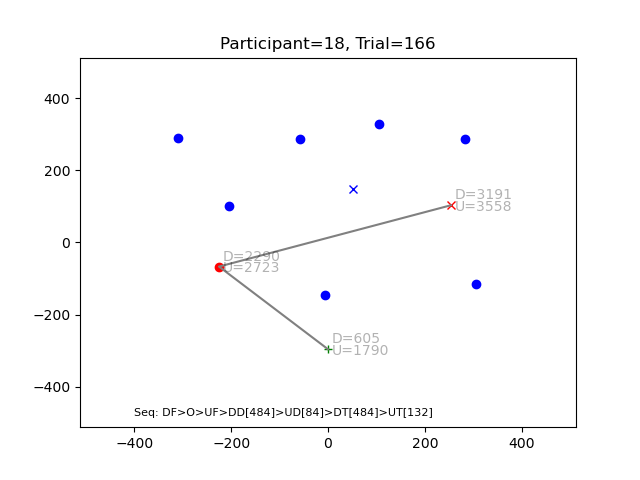 Participant=18, Trial=166
400
200
0
−200
−400
D=3191
U=3558
D=2290
U=2723
D=605
U=1790
Seq: DF>O>UF>DD[484]>UD[84]>DT[484]>UT[132]
−400
−200
0
200
400